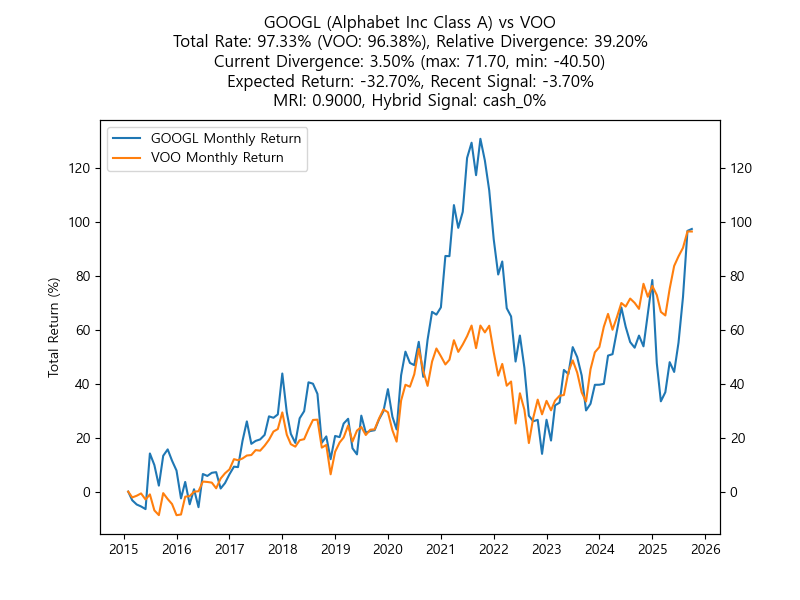 GOOGL (Alphabet Inc Class A) vs VOO
Total Rate: 97.33% (VOO: 96.38%), Relative Divergence: 39.20%
Current Divergence: 3.50% (max: 71.70, min: -40.50)
Expected Return: -32.70%, Recent Signal: -3.70%
MRI: 0.9000, Hybrid Signal: cash_0%
GOOGL Monthly Return
VOO Monthly Return
Total Return (%)
120
100
80
60
40
20
0
120
100
80
60
40
20
0
2015 2016 2017 2018 2019 2020 2021 2022 2023 2024 2025 2026